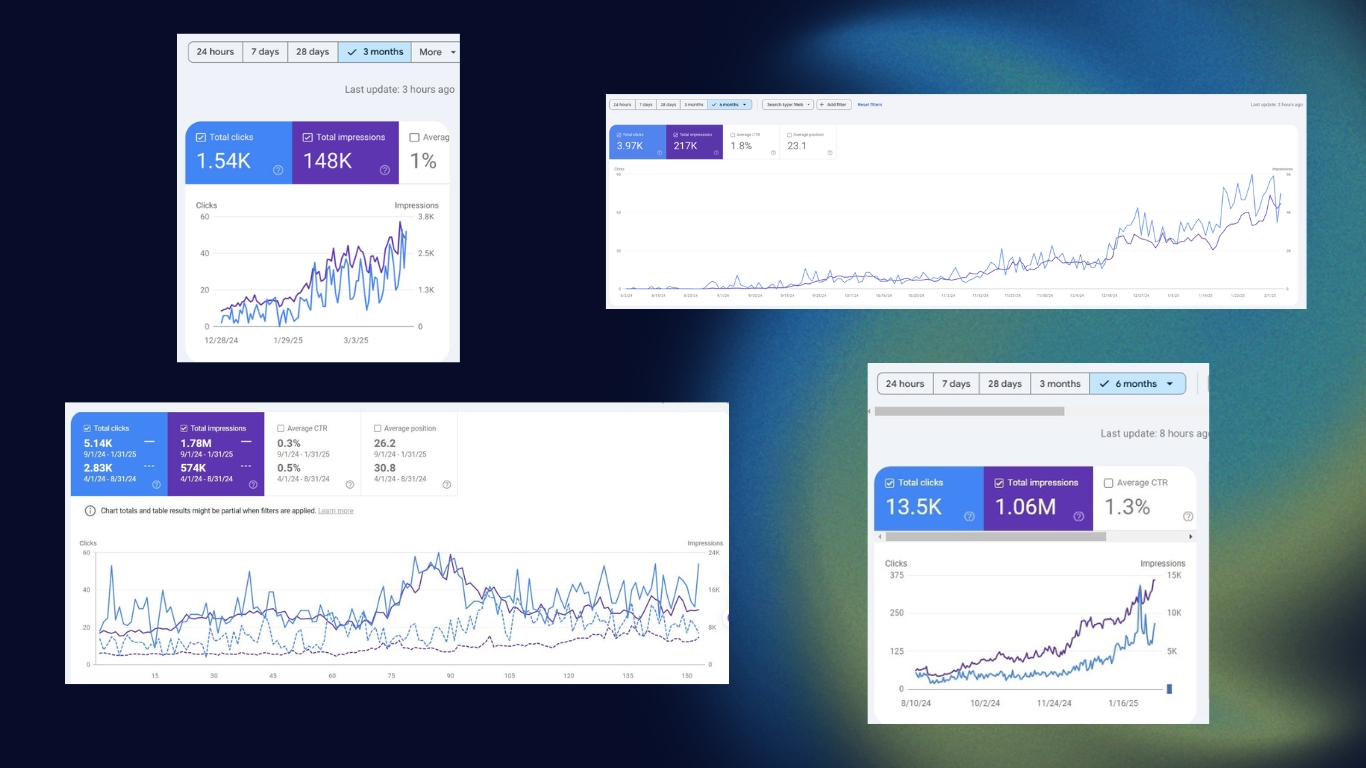 24 hours 7 days 28 days 3 months More
Last update: 3 hours ago
Total clicks Total impressions Averag
1.54K 148K 1%
Clicks Impressions
60 3.8K
40 2.5K
20 1.3K
0 0
12/28/24 1/29/25 3/3/25
24 hours 7 days 28 days 3 months 6 months Search type: Web + Add filter Reset filters Last update: 3 hours ago
Total clicks Total impressions Average CTR Average position
3.97K 217K 1.8% 23.1
Clicks Impressions
0 0
Total clicks Total impressions Average CTR Average position
5.14K 1.78M 0.3% 26.2
9/1/24 - 1/31/25 9/1/24 - 1/31/25 9/1/24 - 1/31/25 9/1/24 - 1/31/25
2.83K 574K 0.5% 30.8
4/1/24 - 8/31/24 4/1/24 - 8/31/24 4/1/24 - 8/31/24 4/1/24 - 8/31/24
Chart totals and table results might be partial when filters are applied. Learn more
Clicks Impressions
60 24K
40 16K
20 8K
0 0
15 30 45 60 75 90 105 120 135 150
24 hours 7 days 28 days 3 months 6 months
Last update: 8 hours ag
Total clicks Total impressions Average CTR
13.5K 1.06M 1.3%
Clicks Impressions
375 15K
250 10K
125 5K
0
8/10/24 10/2/24 11/24/24 1/16/25